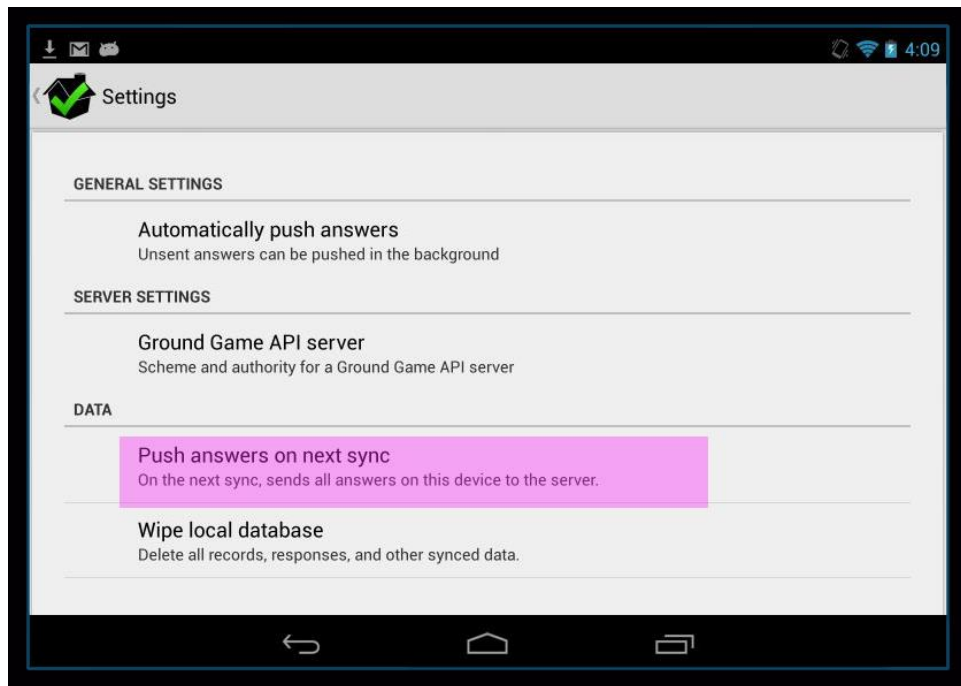 4:09
Settings
GENERAL SETTINGS
Automatically push answers
Unsent answers can be pushed in the background
SERVER SETTINGS
Ground Game API server
Scheme and authority for a Ground Game API server
DATA
Push answers on next sync
On the next sync, sends all answers on this device to the server.
Wipe local database
Delete all records, responses, and other synced data.